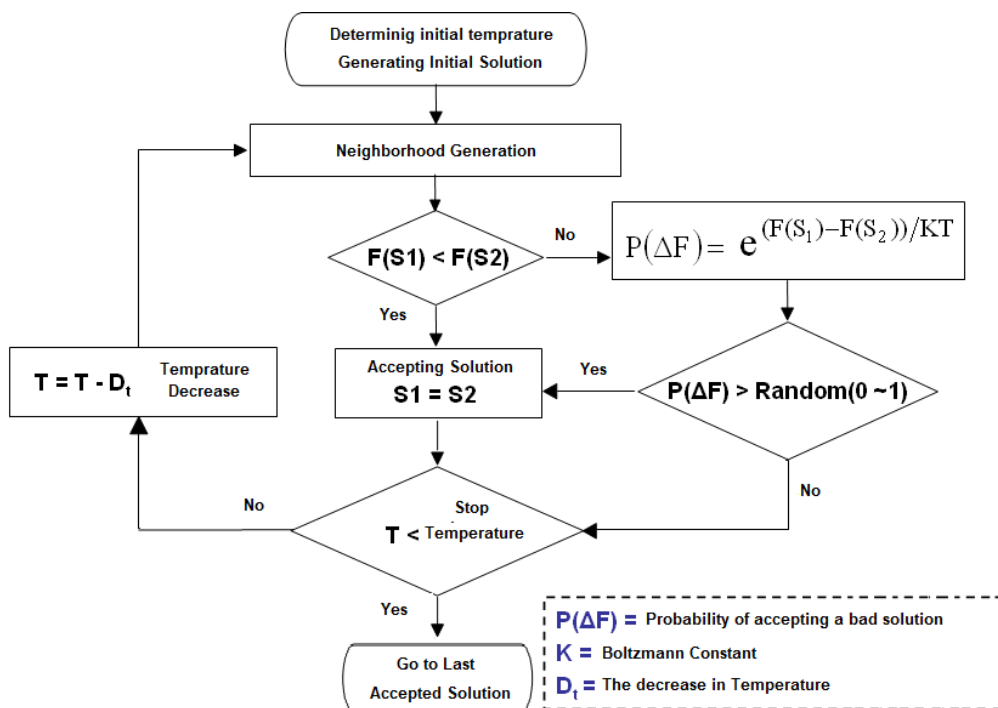 Determinig initial temprature
Generating Initial Solution
Neighborhood Generation
F(S1) < F(S2)
No
P(ΔF) = e^(F(S₁)−F(S₂))/KT
Yes
Accepting Solution
S1 = S2
Yes
P(ΔF) > Random(0 ~1)
T = T - Dₜ Temprature
Decrease
No
No
Stop
T < Temperature
Yes
Go to Last
Accepted Solution
P(ΔF) = Probability of accepting a bad solution
K = Boltzmann Constant
Dₜ = The decrease in Temperature